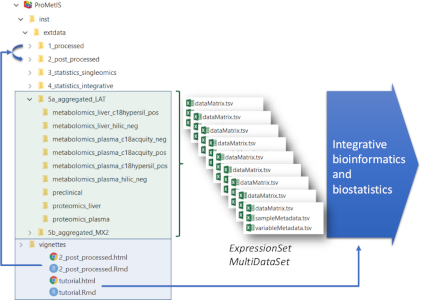 ProMetIS
inst
extdata
1_processed
2_post_processed
3_statistics_singleomics
4_statistics_integrative
5a_aggregated_LAT
metabolomics_liver_c18hypersil_pos
metabolomics_liver_hilic_neg
metabolomics_plasma_c18acquity_neg
metabolomics_plasma_c18acquity_pos
metabolomics_plasma_c18hypersil_pos
metabolomics_plasma_hilic_neg
preclinical
proteomics_liver
proteomics_plasma
5b_aggregated_MX2
vignettes
2_post_processed.html
2_post_processed.Rmd
tutorial.html
tutorial.Rmd
dataMatrix.tsv
dataMatrix.tsv
dataMatrix.tsv
dataMatrix.tsv
dataMatrix.tsv
dataMatrix.tsv
dataMatrix.tsv
dataMatrix.tsv
dataMatrix.tsv
sampleMetadata.tsv
variableMetadata.tsv
ExpressionSet
MultiDataSet
Integrative
bioinformatics
and
biostatistics